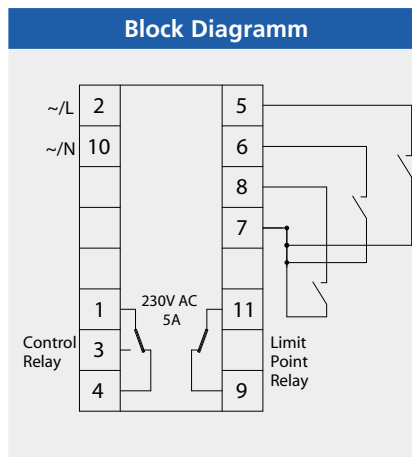 Block Diagramm
~/L 2 5
~/N 10 6
8
7
1 230V AC 11
5A
Control Relay 3 Limit Point Relay
4 9